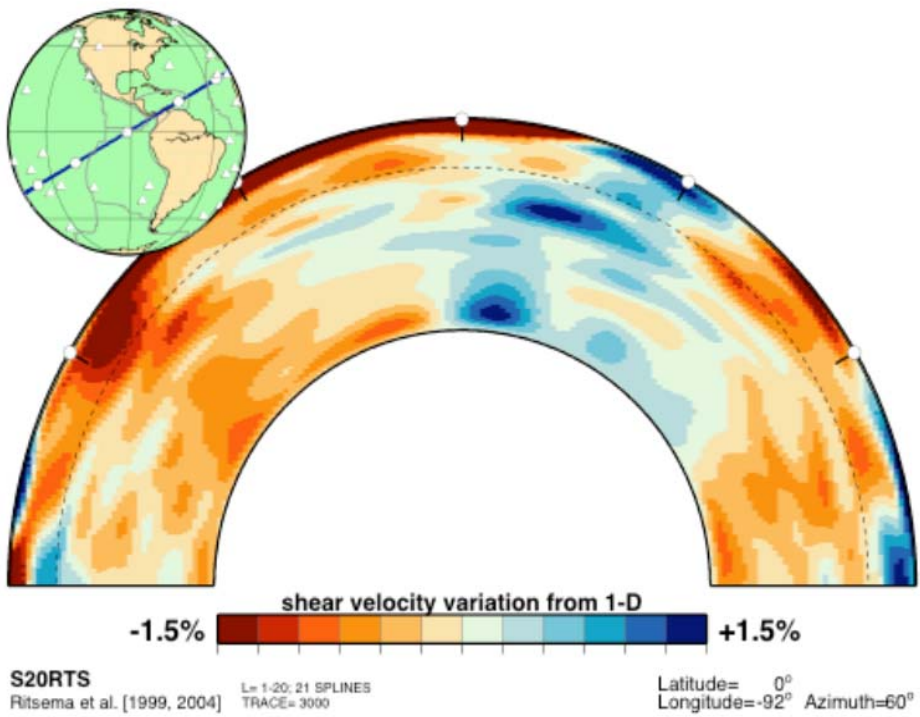 shear velocity variation from 1-D
-1.5% +1.5%
S20RTS
Ritsema et al. [1999, 2004]
L= 1-20; 21 SPLINES
TRACE= 3000
Latitude= 0°
Longitude=-92° Azimuth=60°